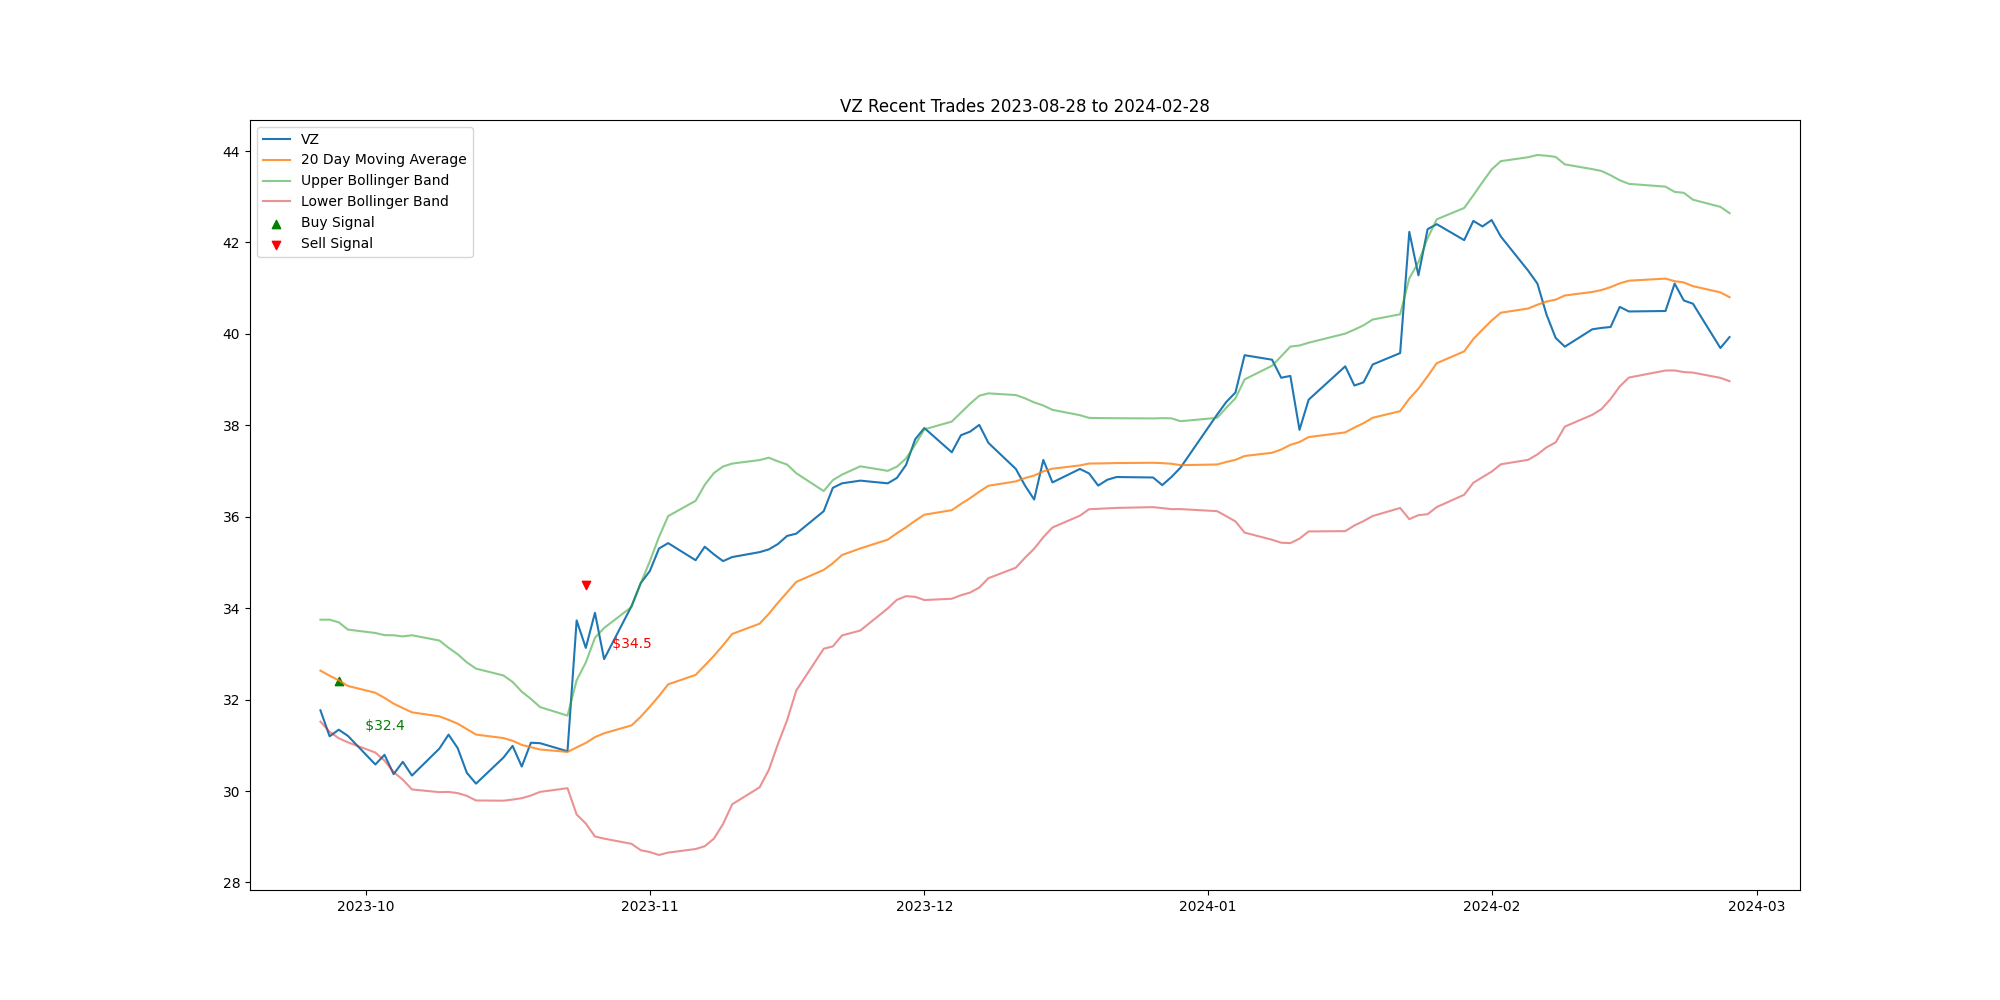 VZ Recent Trades 2023-08-28 to 2024-02-28
VZ
20 Day Moving Average
Upper Bollinger Band
Lower Bollinger Band
Buy Signal
Sell Signal
44
42
40
38
36
34
32
30
28
$34.5
$32.4
2023-10
2023-11
2023-12
2024-01
2024-02
2024-03